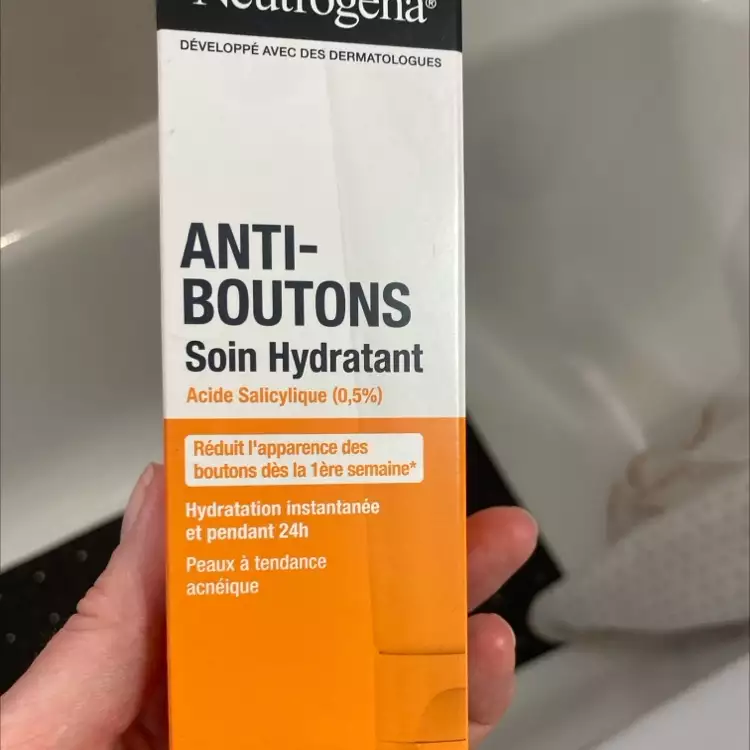 Neutrogena®
DÉVELOPPÉ AVEC DES DERMATOLOGUES
ANTI-
BOUTONS
Soin Hydratant
Acide Salicylique (0,5%)
Réduit l'apparence des
boutons dès la 1ère semaine*
Hydratation instantanée
et pendant 24h
Peaux à tendance
acnéique